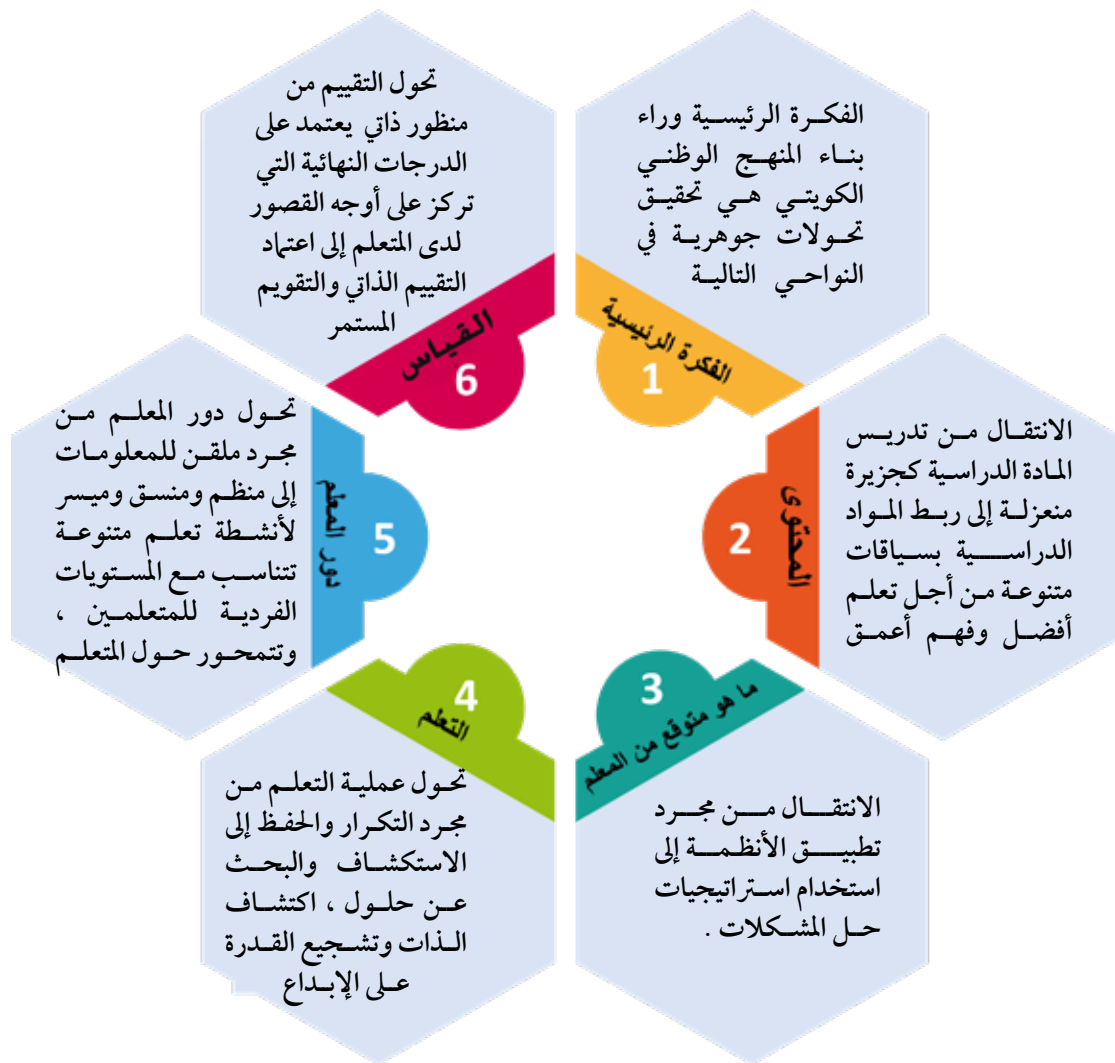 الفكرة الرئيسية وراء
بناء المنهج الوظني
الكويتي هي تحقيق
تحولات جوهرية في
النواحي التالية
الفكرة الرئيسية
1
الانتقال من تدريس
المادة الدراسية كجزيرة
منعزلة إلى ربط المواد
الدراسية بسياقات
متنوعة من أجل تعلم
أفضل وفهم أعمق
المحتوى
2
ما هو متوقع من المعلم
3
الانتقال من مجرد
تطبيق الأنظمة إلى
استخدام استراتيجيات
حل المشكلات .
التعلم
4
تحول عملية التعلم من
مجرد التكرار والحفظ إلى
الاستكشاف والبحث
عن حلول ، اكتشاف
الذات وتشجيع القدرة
على الإبداع
تحول دور المعلم من
مجرد ملقن للمعلومات
إلى منظم ومنسق وميسر
لأنشطة تعلم متنوعة
تتناسب مع المستويات
الفردية للمتعلمين ،
وتتمحور حول المتعلم
دور المعلم
5
تحول التقييم من
منظور ذاتي يعتمد على
الدرجات النهائية التي
تركز على أوجه القصور
لدى المتعلم إلى اعتماد
التقييم الذاتي والتقويم
المستمر
القياس
6